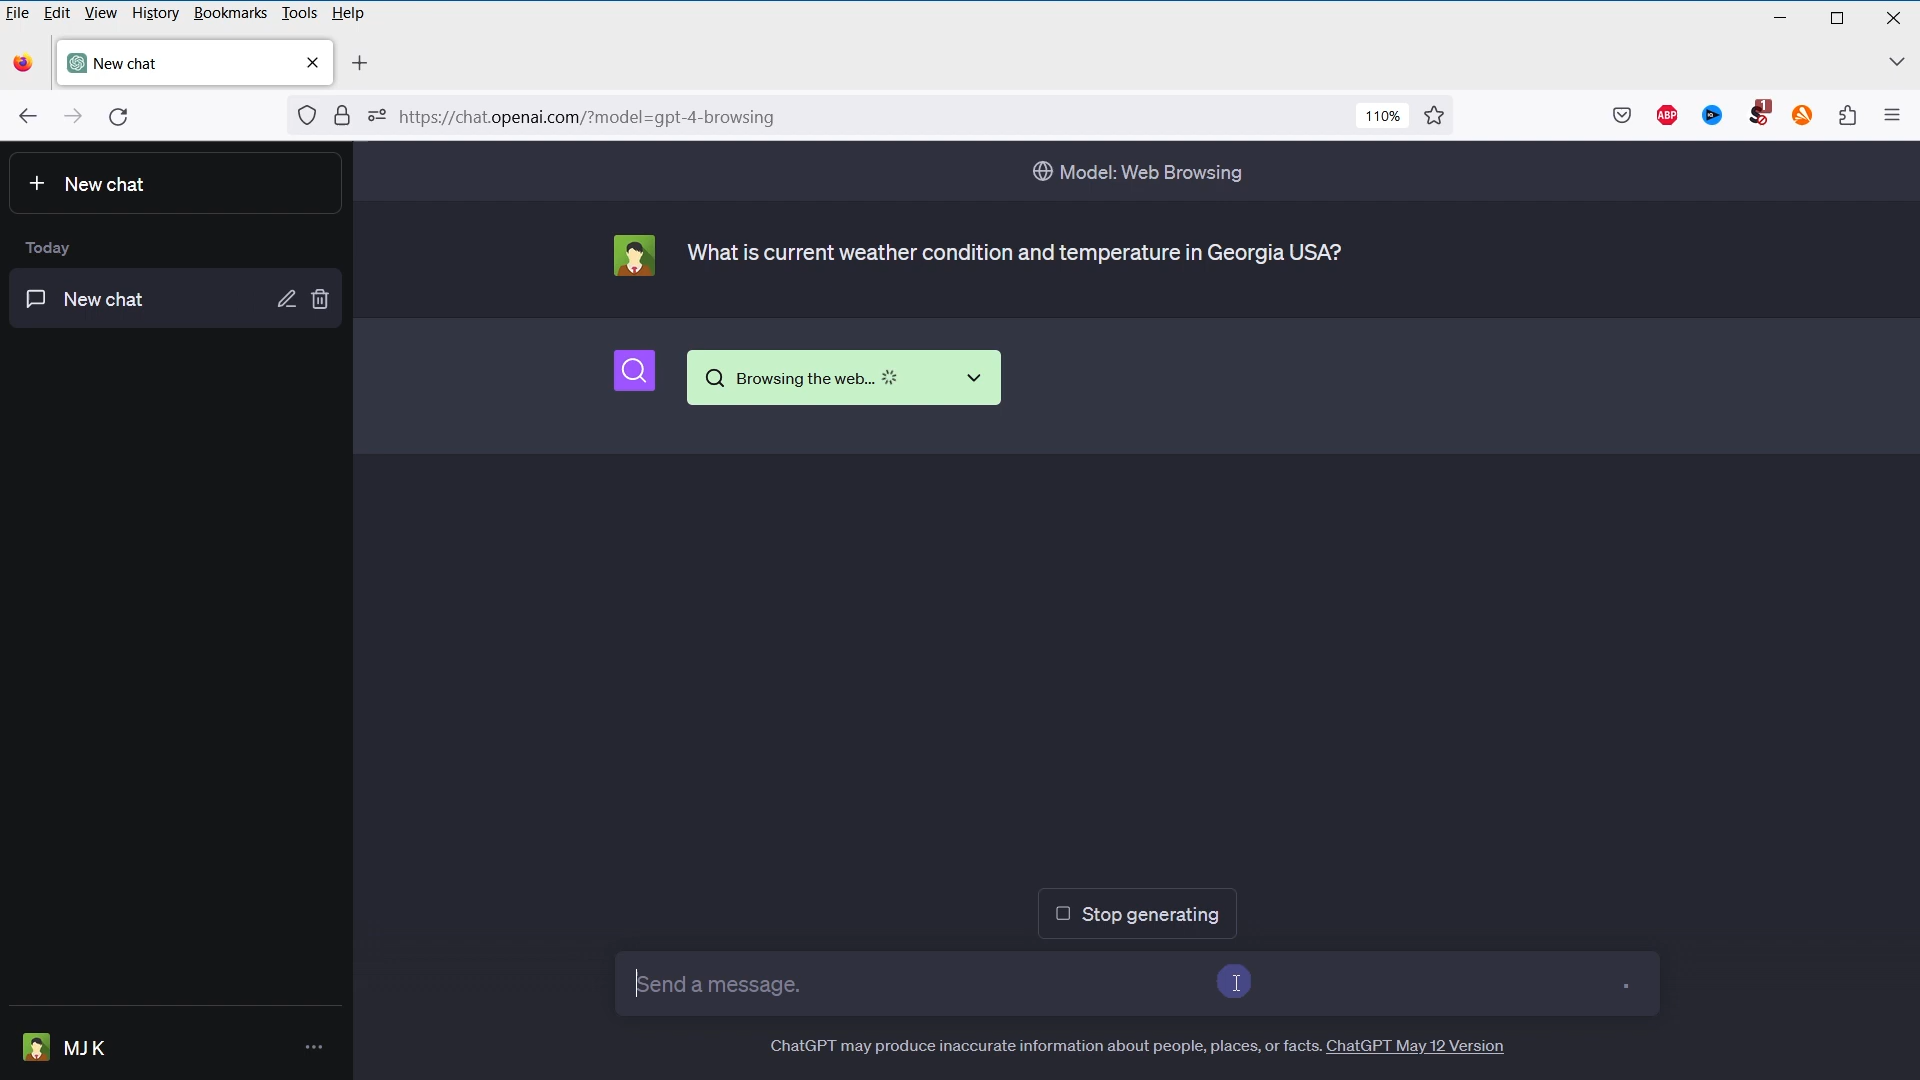 File Edit View History Bookmarks Tools Help
New chat
https://chat.openai.com/?model=gpt-4-browsing
110%
ABP
1
New chat
Model: Web Browsing
Today
What is current weather condition and temperature in Georgia USA?
New chat
Browsing the web...
Stop generating
Send a message.
MJ K
ChatGPT may produce inaccurate information about people, places, or facts. ChatGPT May 12 Version